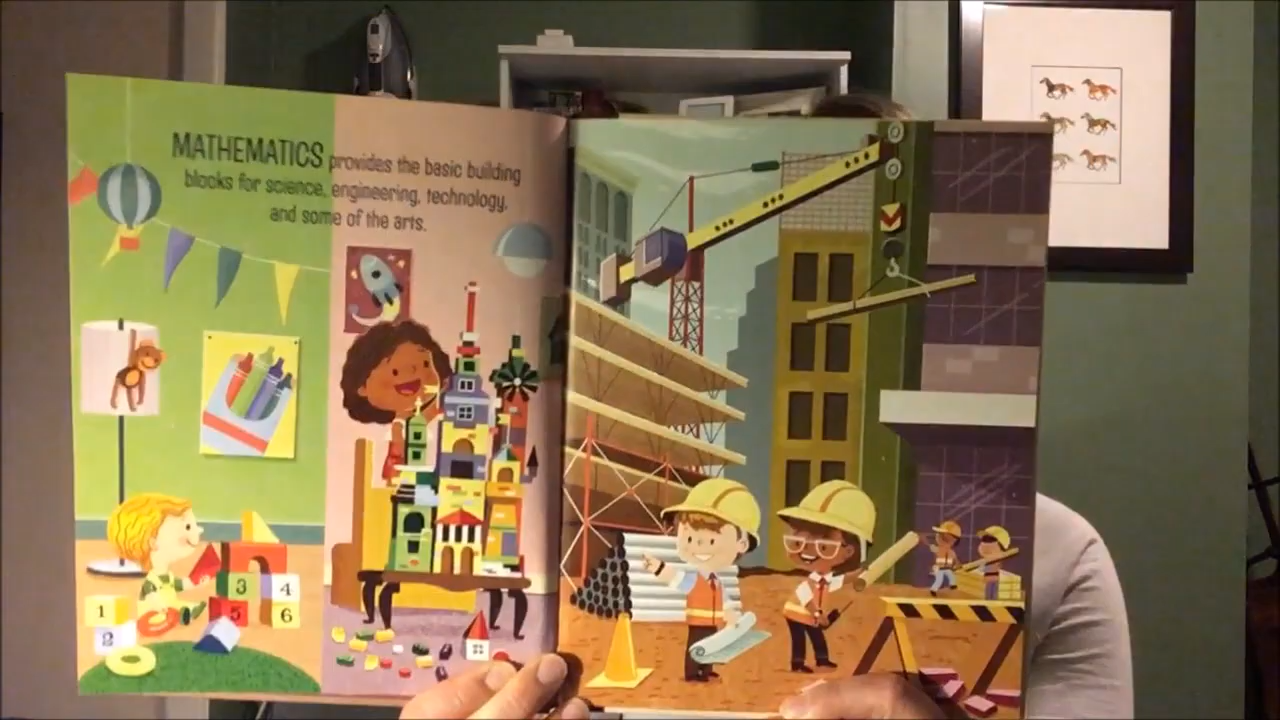 MATHEMATICS provides the basic building
blocks for science, engineering, technology,
and some of the arts.
3 4
1 5 6
2